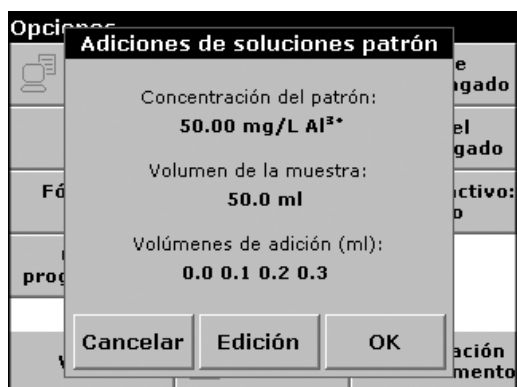 Adiciones de soluciones patrón
Concentración del patrón:
50.00 mg/L Al³⁺
Volumen de la muestra:
50.0 ml
Volúmenes de adición (ml):
0.0 0.1 0.2 0.3
Cancelar
Edición
OK